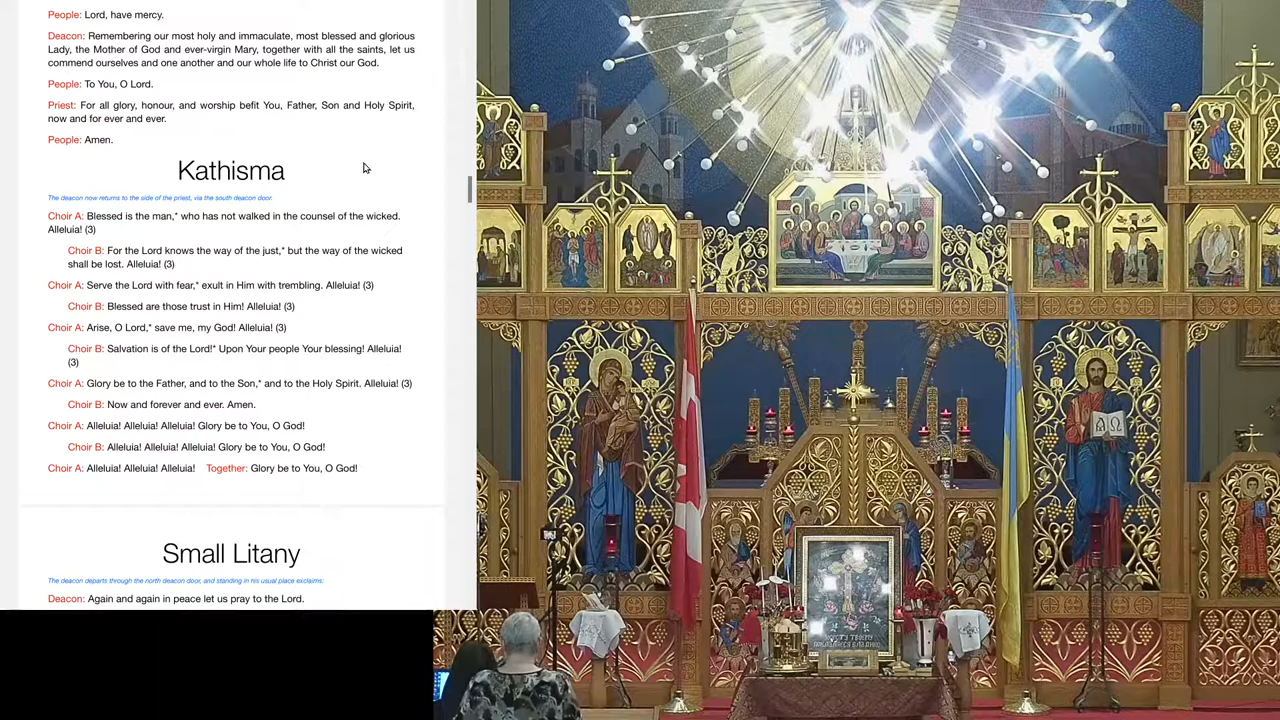 People: Lord, have mercy.
Deacon: Remembering our most holy and immaculate, most blessed and glorious
Lady, the Mother of God and ever-virgin Mary, together with all the saints, let us
commend ourselves and one another and our whole life to Christ our God.
People: To You, O Lord.
Priest: For all glory, honour, and worship befit You, Father, Son and Holy Spirit,
now and for ever and ever.
People: Amen.
Kathisma
The deacon now returns to the side of the priest, via the south deacon door.
Choir A: Blessed is the man,* who has not walked in the counsel of the wicked.
Alleluia! (3)
Choir B: For the Lord knows the way of the just,* but the way of the wicked
shall be lost. Alleluia! (3)
Choir A: Serve the Lord with fear,* exult in Him with trembling. Alleluia! (3)
Choir B: Blessed are those trust in Him! Alleluia! (3)
Choir A: Arise, O Lord,* save me, my God! Alleluia! (3)
Choir B: Salvation is of the Lord!* Upon Your people Your blessing! Alleluia!
(3)
Choir A: Glory be to the Father, and to the Son,* and to the Holy Spirit. Alleluia! (3)
Choir B: Now and forever and ever. Amen.
Choir A: Alleluia! Alleluia! Alleluia! Glory be to You, O God!
Choir B: Alleluia! Alleluia! Alleluia! Glory be to You, O God!
Choir A: Alleluia! Alleluia! Alleluia! Together: Glory be to You, O God!
Small Litany
The deacon departs through the north deacon door, and standing in his usual place exclaims:
Deacon: Again and again in peace let us pray to the Lord.
Α Ω